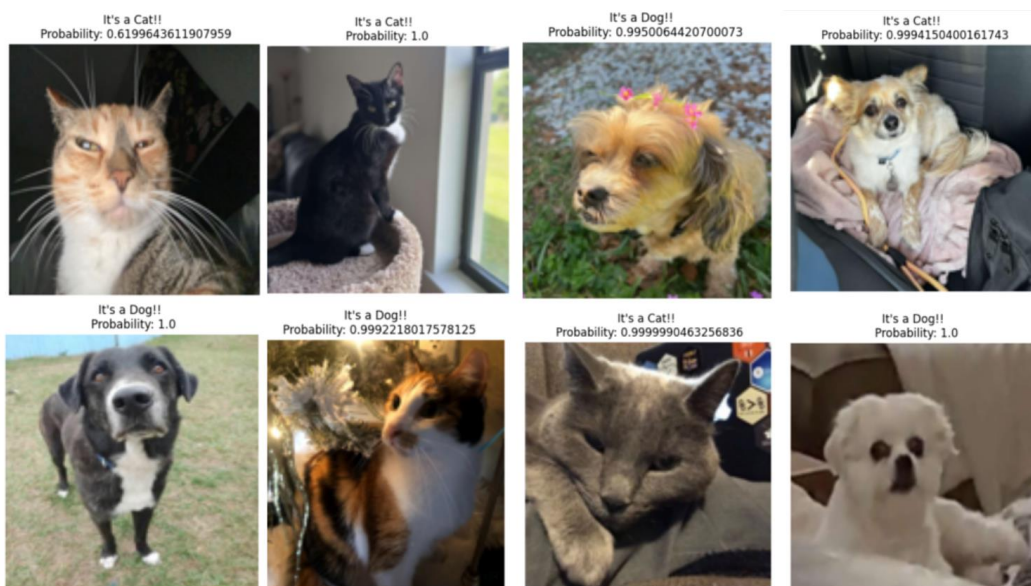 It's a Cat!!
Probability: 0.6199643611907959
It's a Cat!!
Probability: 1.0
It's a Dog!!
Probability: 0.9950064420700073
It's a Cat!!
Probability: 0.9994150400161743
It's a Dog!!
Probability: 1.0
It's a Dog!!
Probability: 0.9992218017578125
It's a Cat!!
Probability: 0.9999990463256836
It's a Dog!!
Probability: 1.0